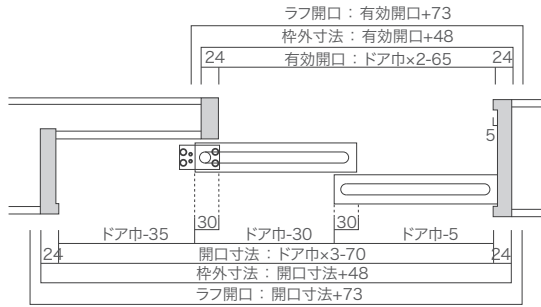 ラフ開口：有効開口+73
枠外寸法：有効開口+48
24 有効開口：ドア巾×2-65 24
5
30 30
ドア巾-35 ドア巾-30 ドア巾-5
24 開口寸法：ドア巾×3-70 24
枠外寸法：開口寸法+48
ラフ開口：開口寸法+73